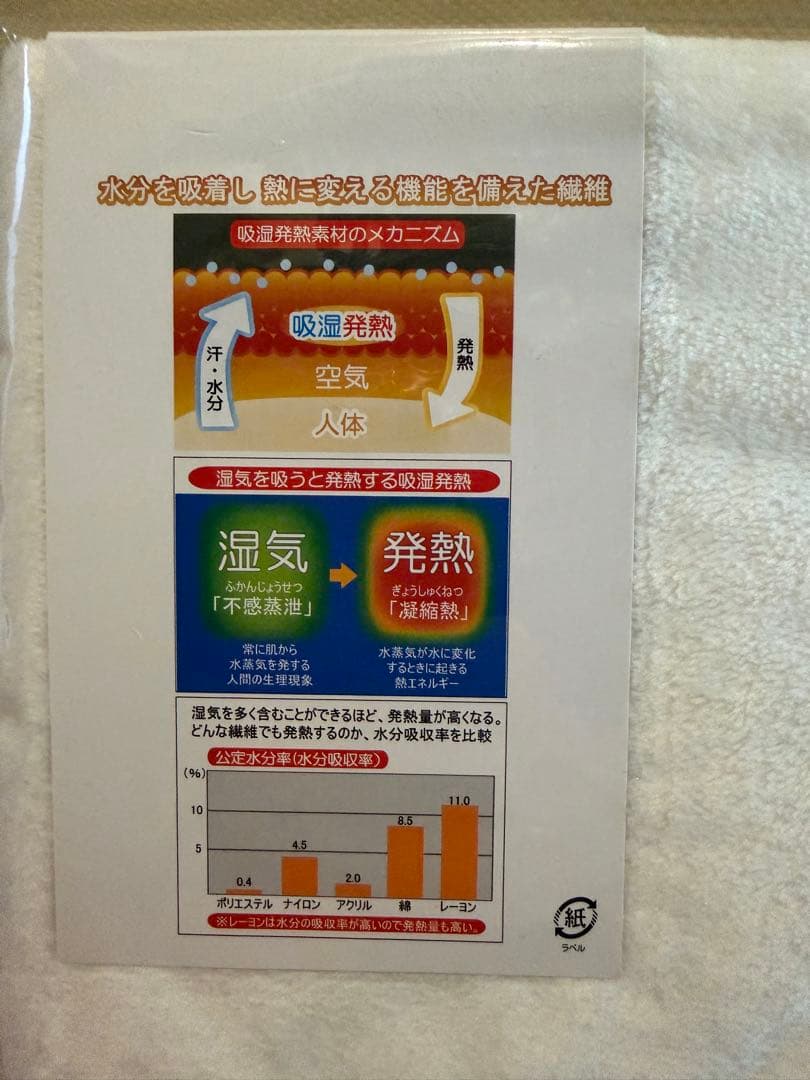 水分を吸着し 熱に変える機能を備えた繊維
吸湿発熱素材のメカニズム
汗・水分
吸湿発熱
空気
人体
発熱
湿気を吸うと発熱する吸湿発熱
湿気
ふかんじょうせつ
「不感蒸泄」
常に肌から
水蒸気を発する
人間の生理現象
発熱
ぎょうしゅくねつ
「凝縮熱」
水蒸気が水に変化
するときに起きる
熱エネルギー
湿気を多く含むことができるほど、発熱量が高くなる。
どんな繊維でも発熱するのか、水分吸収率を比較
公定水分率(水分吸収率)
(%)
10
5
0.4
4.5
2.0
8.5
11.0
ポリエステル ナイロン アクリル 綿 レーヨン
※レーヨンは水分の吸収率が高いので発熱量も高い。
紙
ラベル